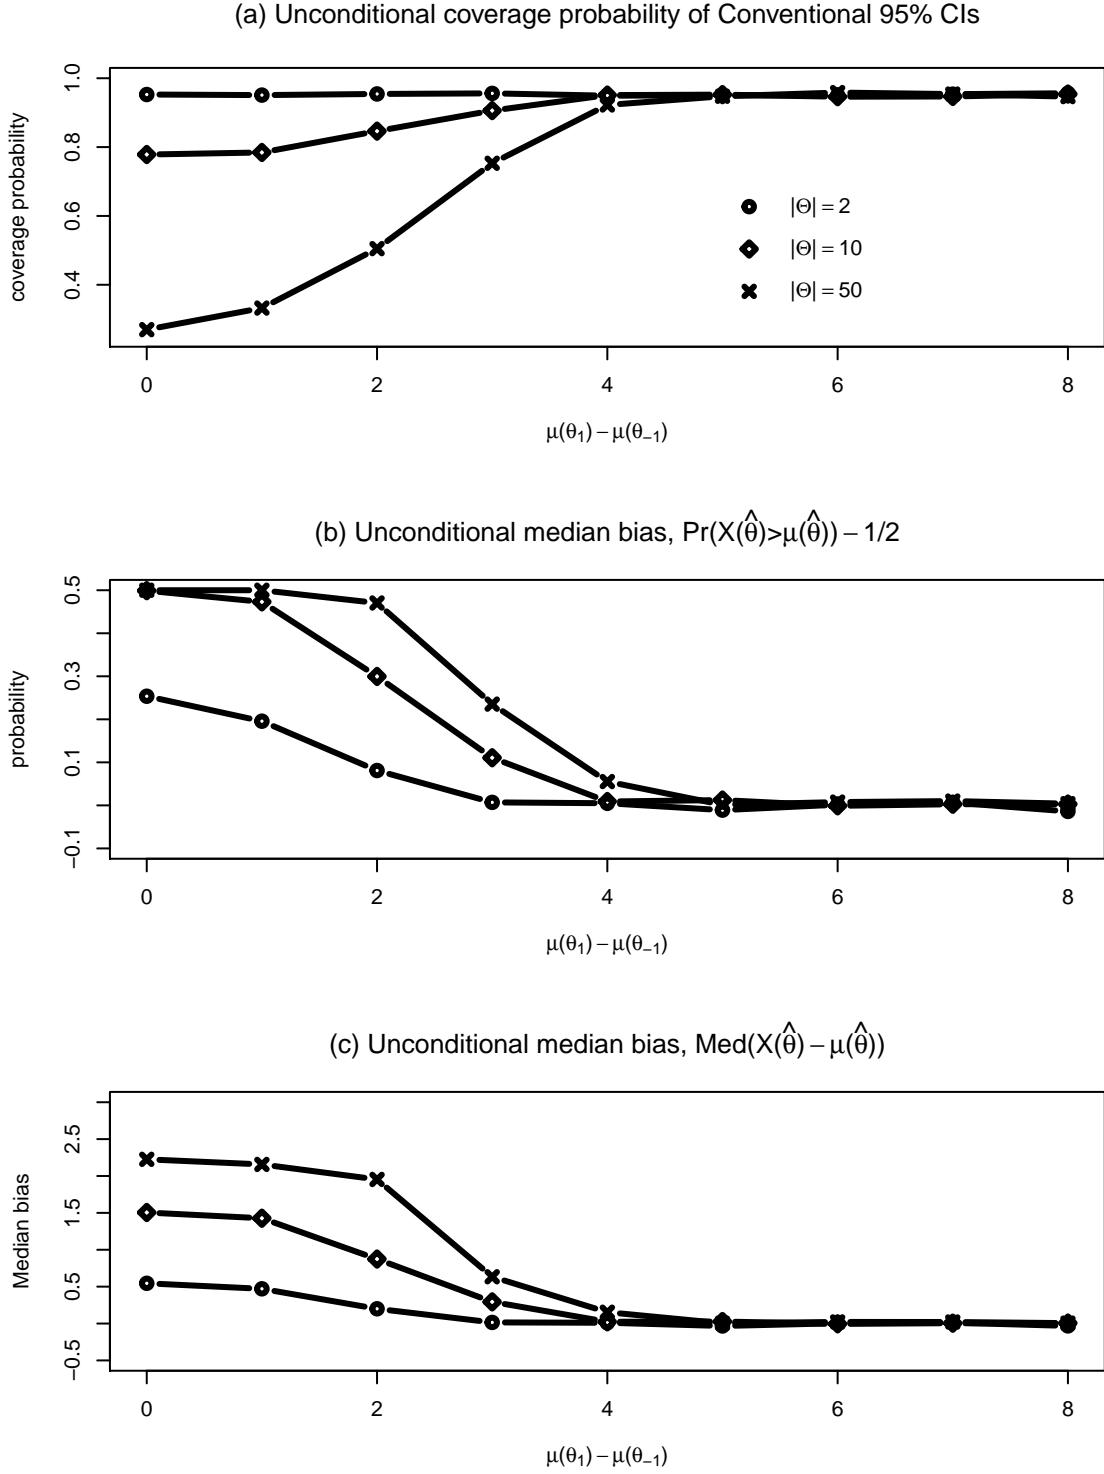 (a) Unconditional coverage probability of Conventional 95% CIs
coverage probability
1.0
0.8
0.6
0.4
|Θ| = 2
|Θ| = 10
|Θ| = 50
0 2 4 6 8
μ(θ₁) − μ(θ₋₁)
(b) Unconditional median bias, Pr(X(θ̂)>μ(θ̂)) − 1/2
probability
0.5
0.3
0.1
−0.1
0 2 4 6 8
μ(θ₁) − μ(θ₋₁)
(c) Unconditional median bias, Med(X(θ̂) − μ(θ̂))
Median bias
2.5
1.5
0.5
−0.5
0 2 4 6 8
μ(θ₁) − μ(θ₋₁)